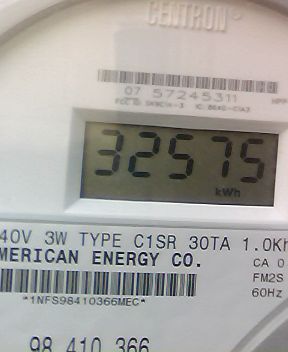 CENTRON®
07 57245311
32575
kWh
40V 3W TYPE C1SR 30TA 1.0Kh
MERICAN ENERGY CO.
CA 0
FM2S
60Hz
*1NFS98410366MEC*
98 410 366